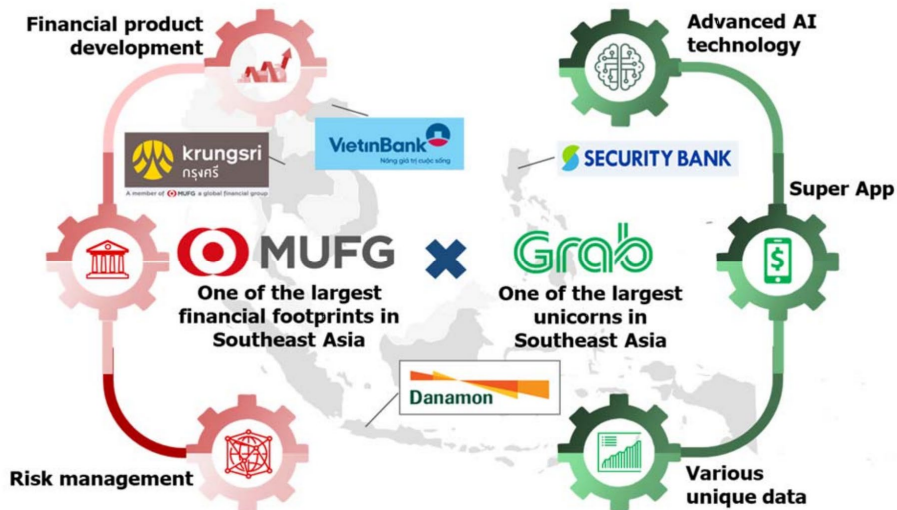 Financial product
development
Advanced AI
technology
VietinBank
Nâng giá trị cuộc sống
krungsri
กรุงศรี
A member of MUFG a global financial group
SECURITY BANK
Super App
MUFG
Grab
One of the largest
financial footprints in
Southeast Asia
One of the largest
unicorns in
Southeast Asia
Danamon
Risk management
Various
unique data
$